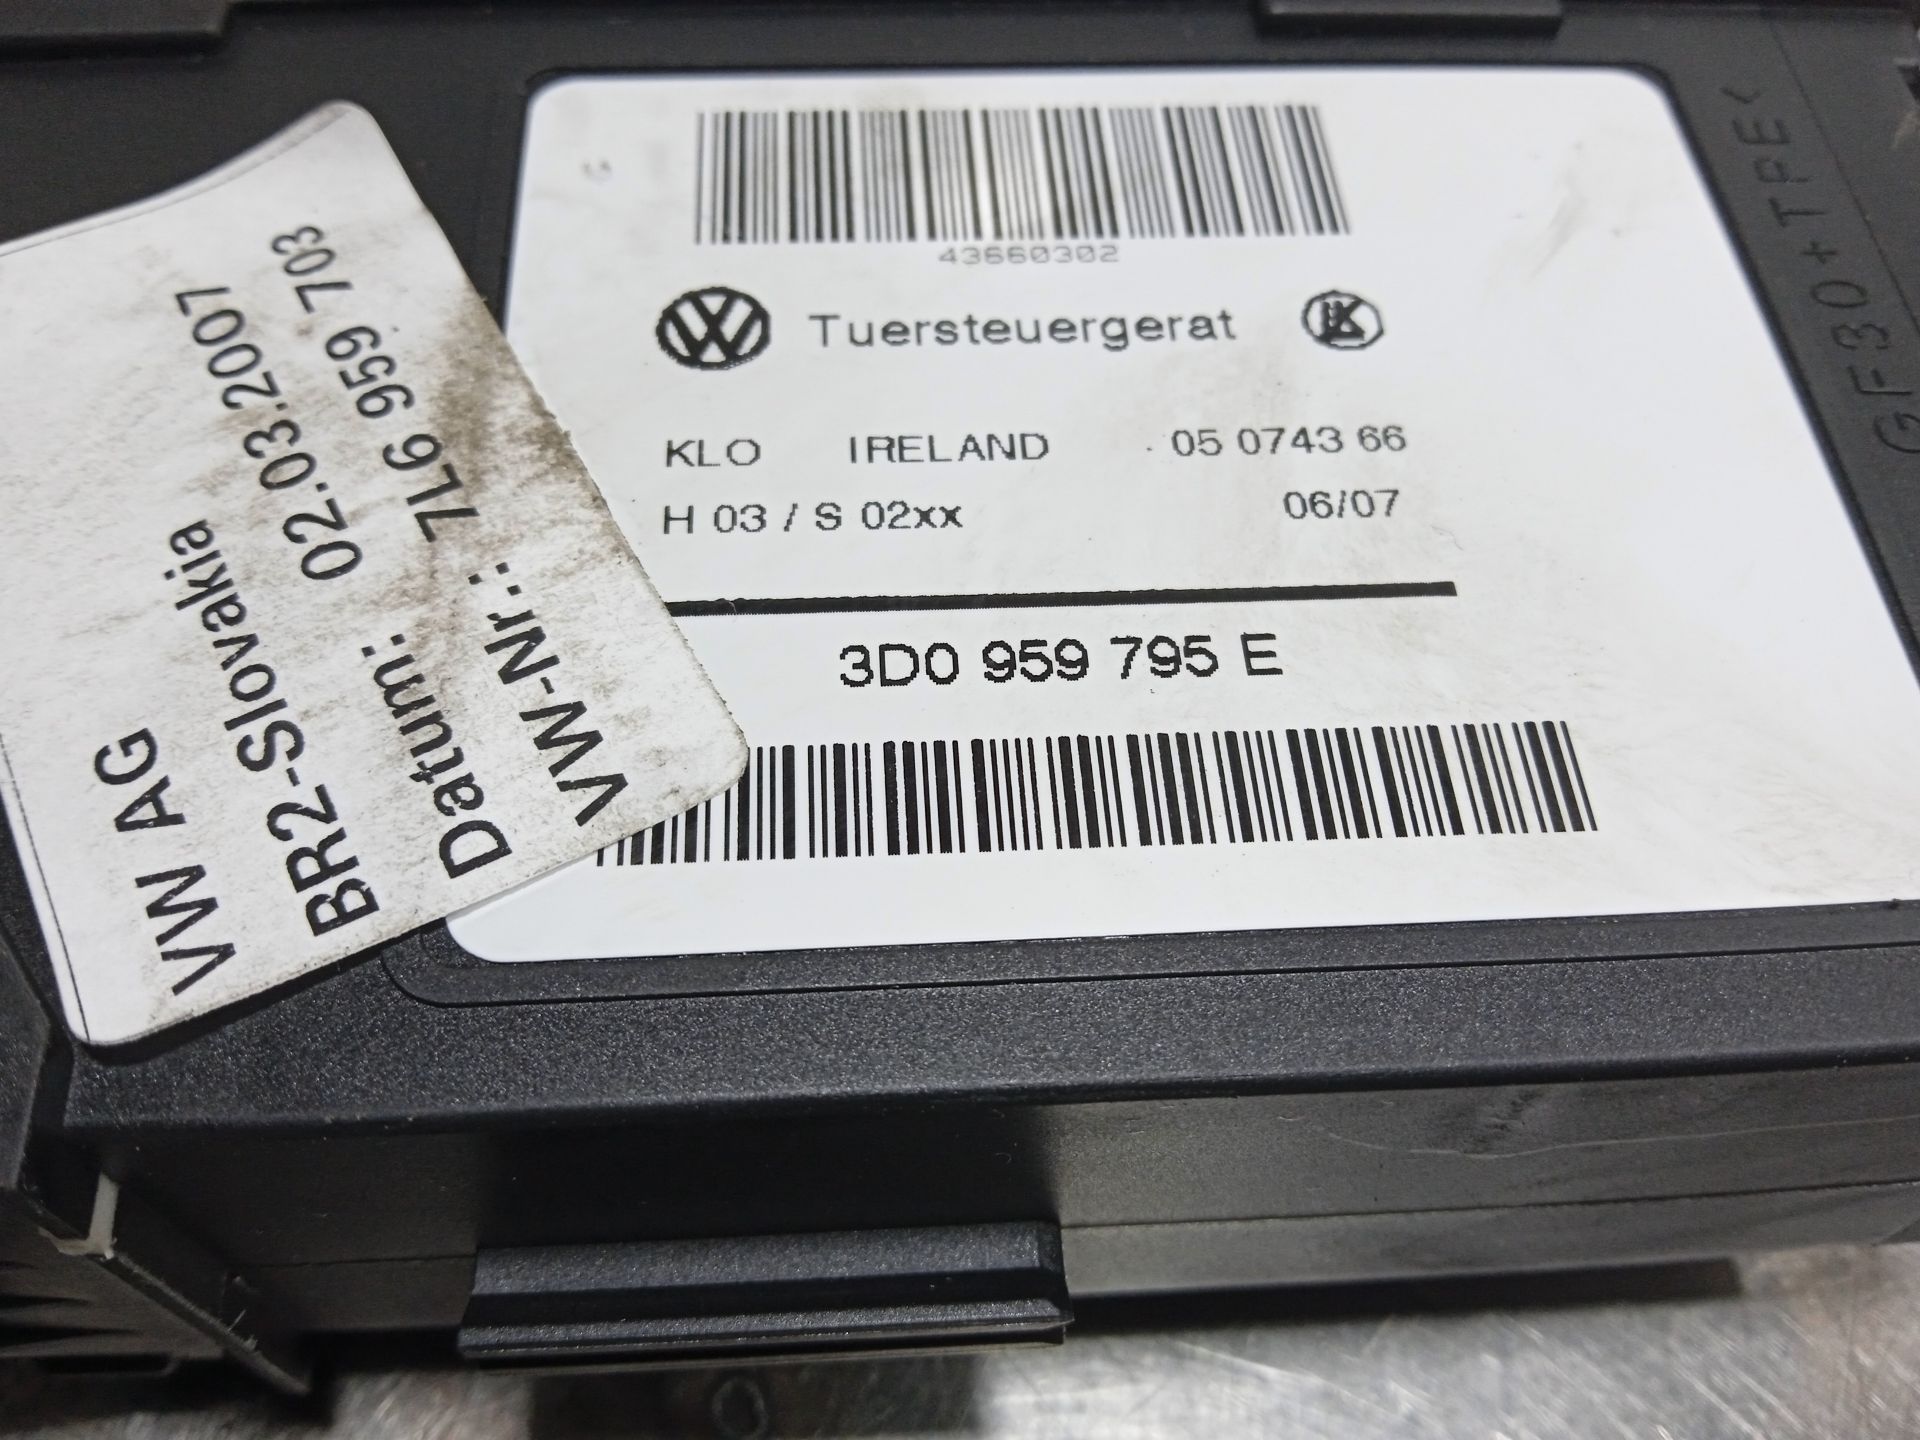 VW AG
BR2-Slovakia
Datum: 02.03.2007
VW-Nr.: 7L6 959 703
43660302
Tuersteuergerat
KLO IRELAND 05 0743 66
H 03 / S 02xx 06/07
3D0 959 795 E
GF30+TPE<